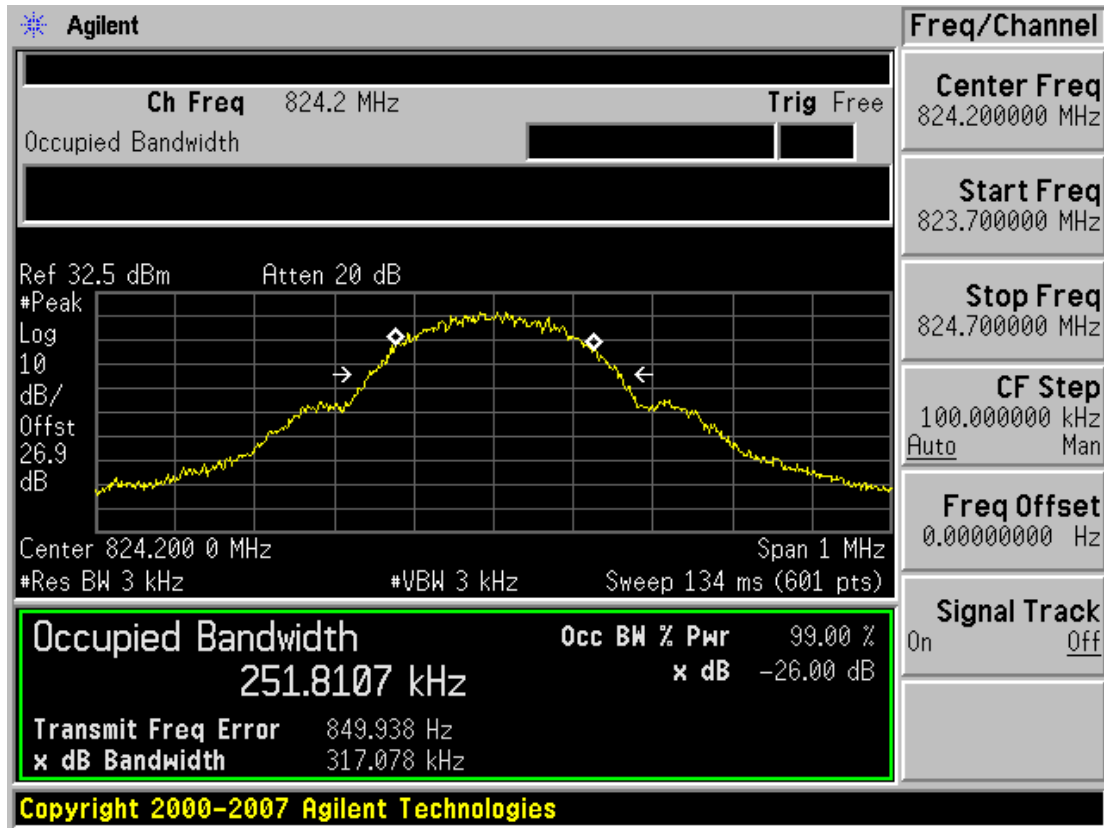 Agilent
Freq/Channel
Ch Freq 824.2 MHz Trig Free
Occupied Bandwidth
Center Freq
824.200000 MHz
Start Freq
823.700000 MHz
Stop Freq
824.700000 MHz
CF Step
100.000000 kHz
Auto Man
Freq Offset
0.00000000 Hz
Signal Track
On Off
Ref 32.5 dBm Atten 20 dB
#Peak
Log
10
dB/
Offst
26.9
dB
Center 824.200 0 MHz Span 1 MHz
#Res BW 3 kHz #VBW 3 kHz Sweep 134 ms (601 pts)
Occupied Bandwidth Occ BW % Pwr 99.00 %
251.8107 kHz x dB -26.00 dB
Transmit Freq Error 849.938 Hz
x dB Bandwidth 317.078 kHz
Copyright 2000-2007 Agilent Technologies